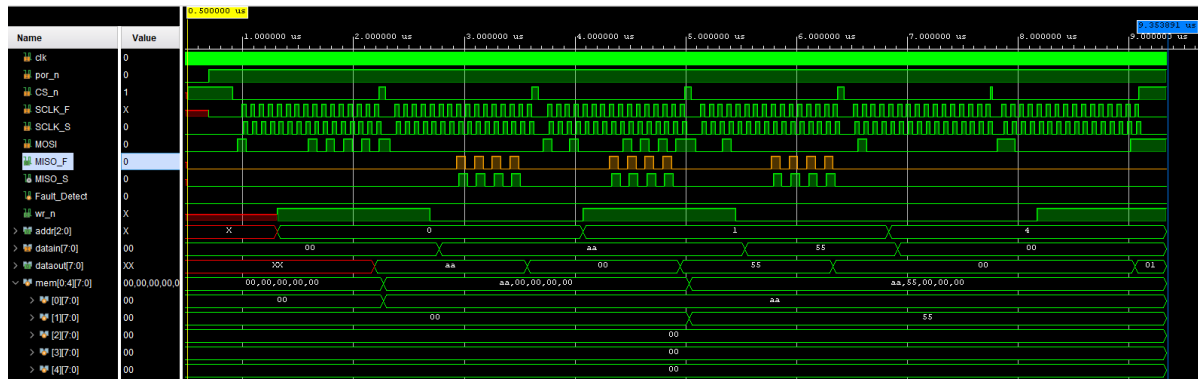 0.500000 us
9.353891 us
Name Value
1.000000 us 2.000000 us 3.000000 us 4.000000 us 5.000000 us 6.000000 us 7.000000 us 8.000000 us 9.000000 us
clk 0
por_n 0
CS_n 1
SCLK_F X
SCLK_S 0
MOSI 0
MISO_F 0
MISO_S 0
Fault_Detect 0
wr_n X
addr[2:0] X X 0 1 4
datain[7:0] 00 00 aa 55 00
dataout[7:0] XX XX aa 00 55 00 01
mem[0:4][7:0] 00,00,00,00,0 00,00,00,00,00 aa,00,00,00,00 aa,55,00,00,00
[0][7:0] 00 00 aa
[1][7:0] 00 00 55
[2][7:0] 00 00
[3][7:0] 00 00
[4][7:0] 00 00